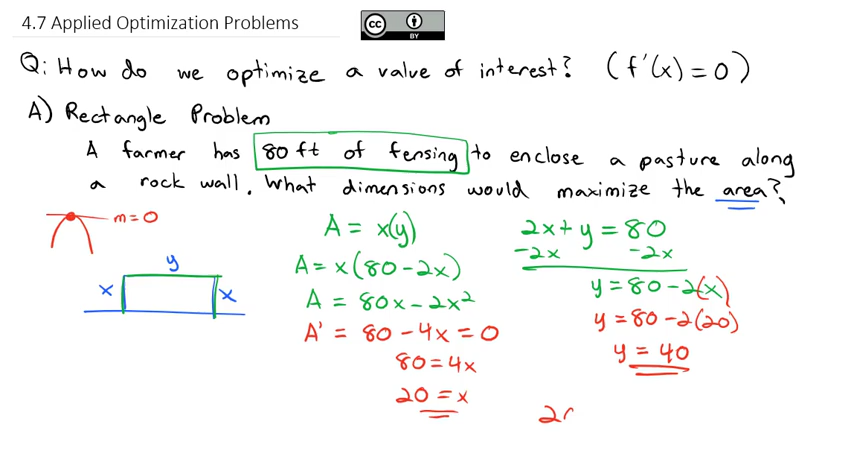 4.7 Applied Optimization Problems
cc BY
Q: How do we optimize a value of interest? (f'(x) = 0)
A) Rectangle Problem
A farmer has 80 ft of fensing to enclose a pasture along
a rock wall. What dimensions would maximize the area?
m = 0
y
x
x
A = x(y)
A = x(80 - 2x)
A = 80x - 2x²
A' = 80 - 4x = 0
80 = 4x
20 = x
2x + y = 80
-2x -2x
y = 80 - 2(x)
y = 80 - 2(20)
y = 40